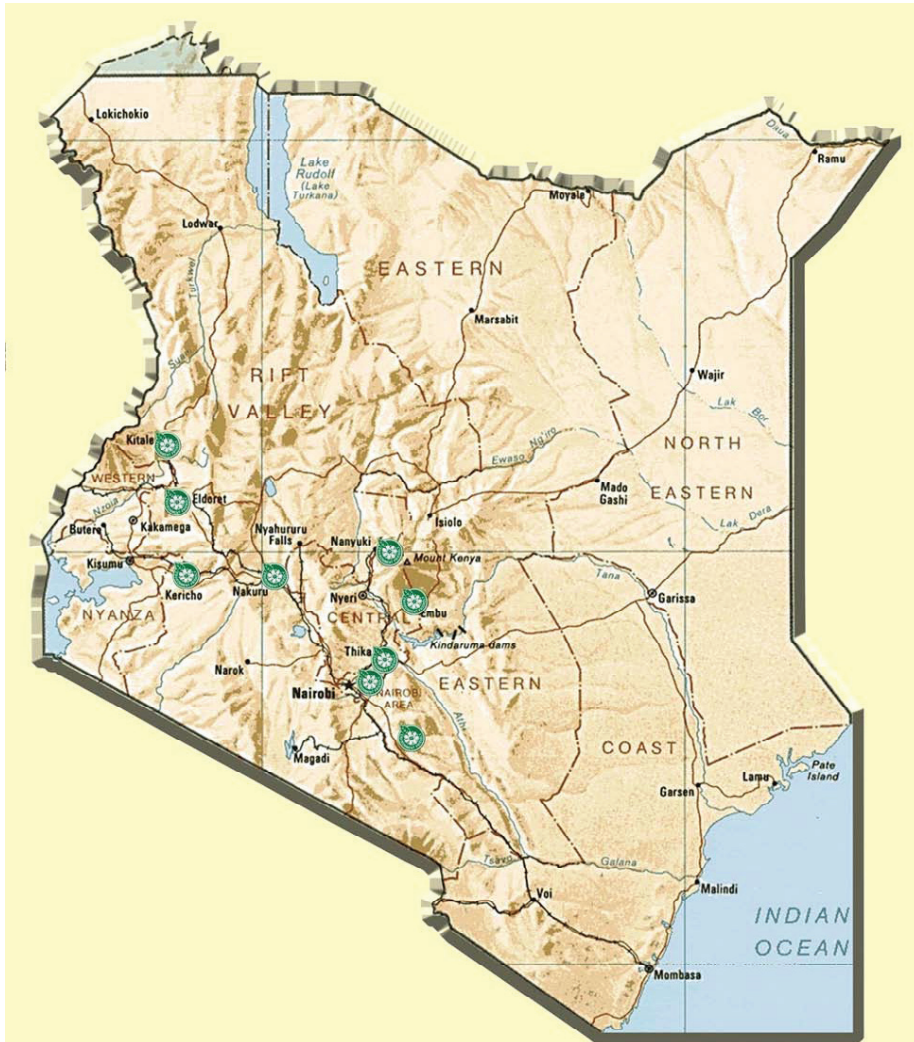 Lokichokio
Daua
Ramu
Lake
Rudolf
(Lake
Turkana)
Moyale
Lodwar
Turkwel
EASTERN
Marsabit
Suam
RIFT
VALLEY
Wajir
Lak
Bor
Kitale
NORTH
EASTERN
Ewaso
Ng'iro
WESTERN
Mado
Gashi
Nzoia
Eldoret
Butere
Kakamega
Nyahururu
Falls
Isiolo
Lak
Dera
Nanyuki
Mount Kenya
Kisumu
Tana
Kericho
Nakuru
Nyeri
Garissa
NYANZA
CENTRAL
Embu
Kindaruma dams
Thika
Narok
EASTERN
Nairobi
NAIROBI
AREA
Athi
Magadi
COAST
Pate
Island
Lamu
Garsen
Tsavo
Galana
Voi
Malindi
INDIAN
OCEAN
Mombasa